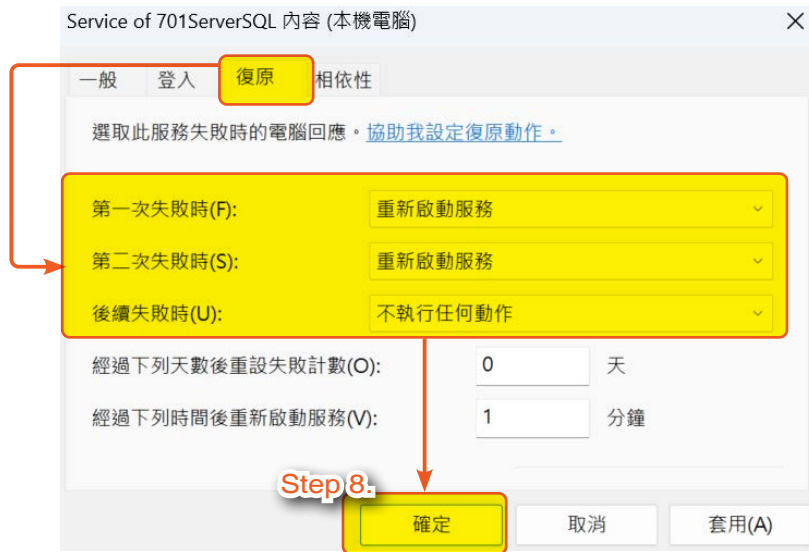 Service of 701ServerSQL 內容 (本機電腦)
一般 登入 復原 相依性
選取此服務失敗時的電腦回應。協助我設定復原動作。
第一次失敗時(F): 重新啟動服務
第二次失敗時(S): 重新啟動服務
後續失敗時(U): 不執行任何動作
經過下列天數後重設失敗計數(O): 0 天
經過下列時間後重新啟動服務(V): 1 分鐘
Step 8.
確定 取消 套用(A)